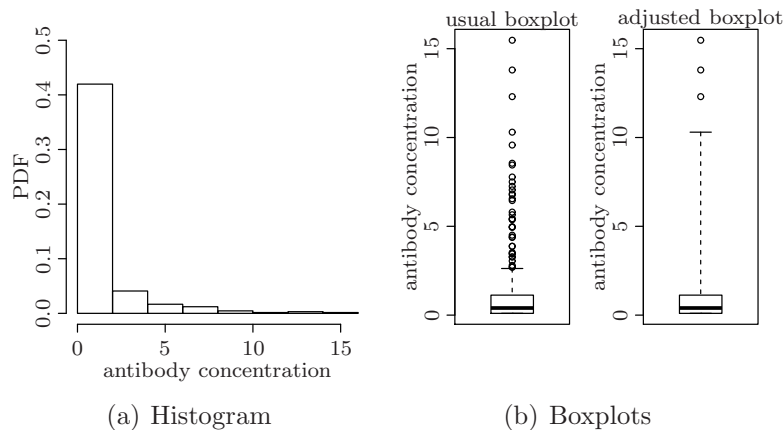 PDF
0.5
0.4
0.3
0.2
0.1
0.0
0 5 10 15
antibody concentration
(a) Histogram
usual boxplot
antibody concentration
15
10
5
0
adjusted boxplot
antibody concentration
15
10
5
0
(b) Boxplots